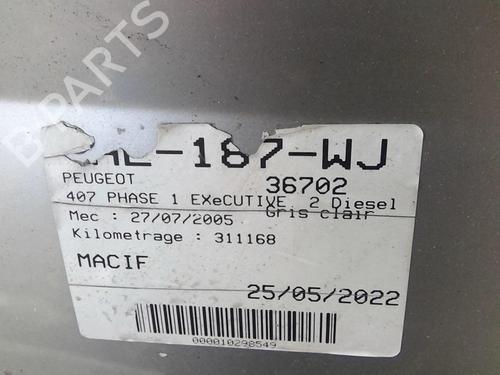 -187-WJ
PEUGEOT 36702
407 PHASE 1 EXeCUTIVE 2 Diesel
Gris clair
Mec : 27/07/2005
Kilometrage : 311168
MACIF
25/05/2022
000010298549